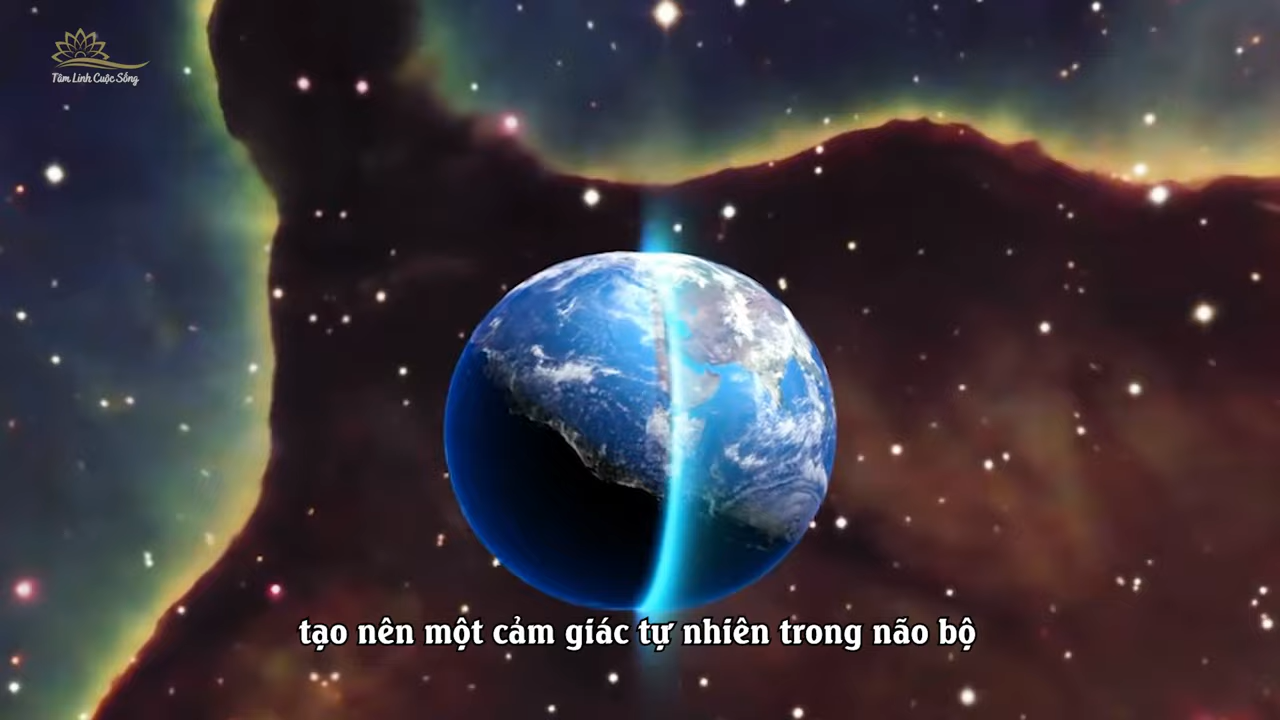 Tâm Linh Cuộc Sống
tạo nên một cảm giác tự nhiên trong não bộ